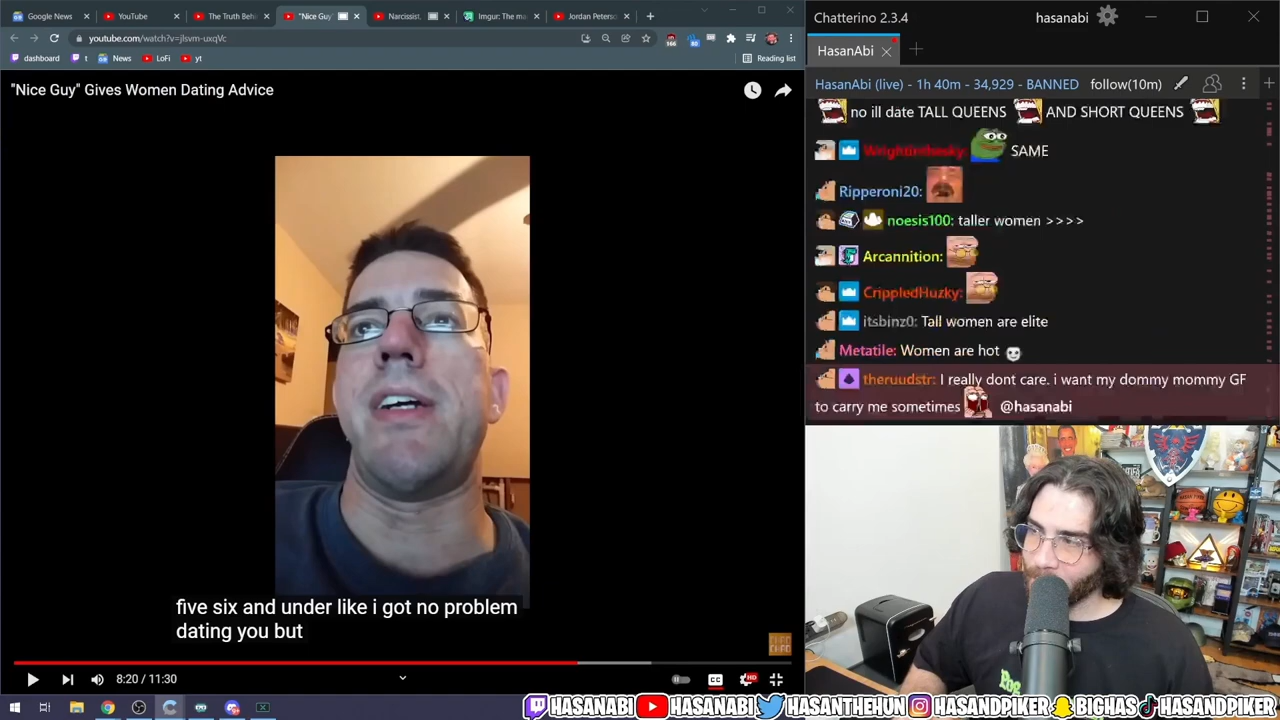 Google News
YouTube
The Truth Behi
"Nice Guy"
Narcissist,
Imgur: The ma
Jordan Peterso
youtube.com/watch?v=jlsvm-uxqVc
dashboard
t
News
LoFi
yt
Reading list
"Nice Guy" Gives Women Dating Advice
five six and under like i got no problem
dating you but
8:20 / 11:30
CC
HD
Chatterino 2.3.4
hasanabi
HasanAbi
HasanAbi (live) - 1h 40m - 34,929 - BANNED
follow(10m)
no ill date TALL QUEENS AND SHORT QUEENS
Wrightinthesky: SAME
Ripperoni20:
noesis100: taller women >>>>
Arcannition:
CrippledHuzky:
itsbinz0: Tall women are elite
Metatile: Women are hot
theruudstr: I really dont care. i want my dommy mommy GF
to carry me sometimes @hasanabi
HASANABI HASANABI HASANTHEHUN HASANDPIKER BIGHAS HASANDPIKER